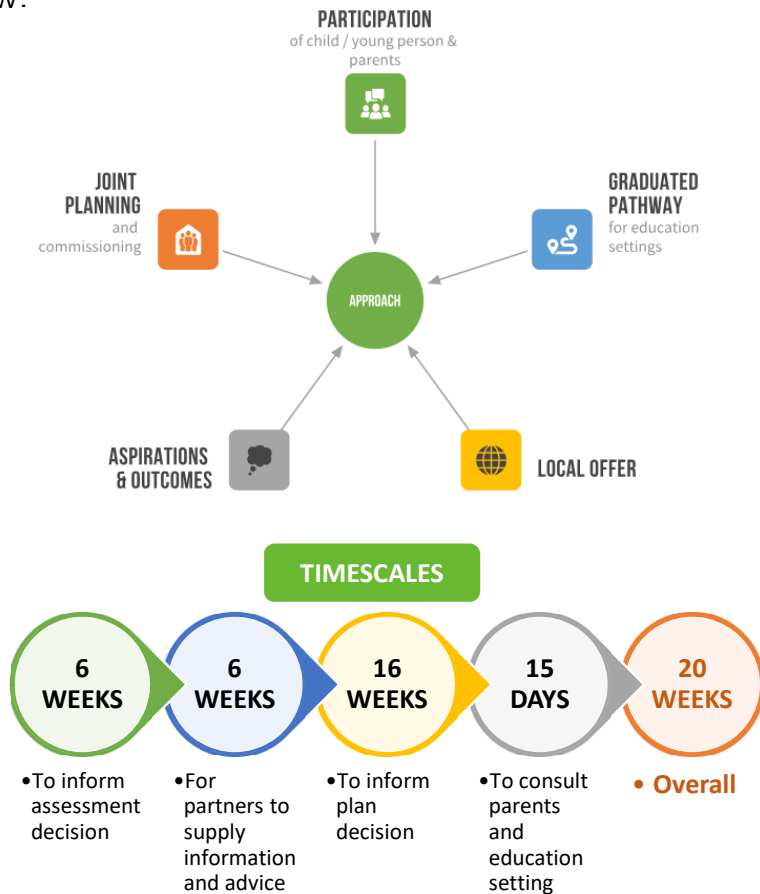 w:
PARTICIPATION
of child / young person &
parents
JOINT
PLANNING
and
commissioning
GRADUATED
PATHWAY
for education
settings
APPROACH
ASPIRATIONS
& OUTCOMES
LOCAL OFFER
TIMESCALES
6
WEEKS
6
WEEKS
16
WEEKS
15
DAYS
20
WEEKS
•To inform
assessment
decision
•For
partners to
supply
information
and advice
•To inform
plan
decision
•To consult
parents
and
education
setting
• Overall